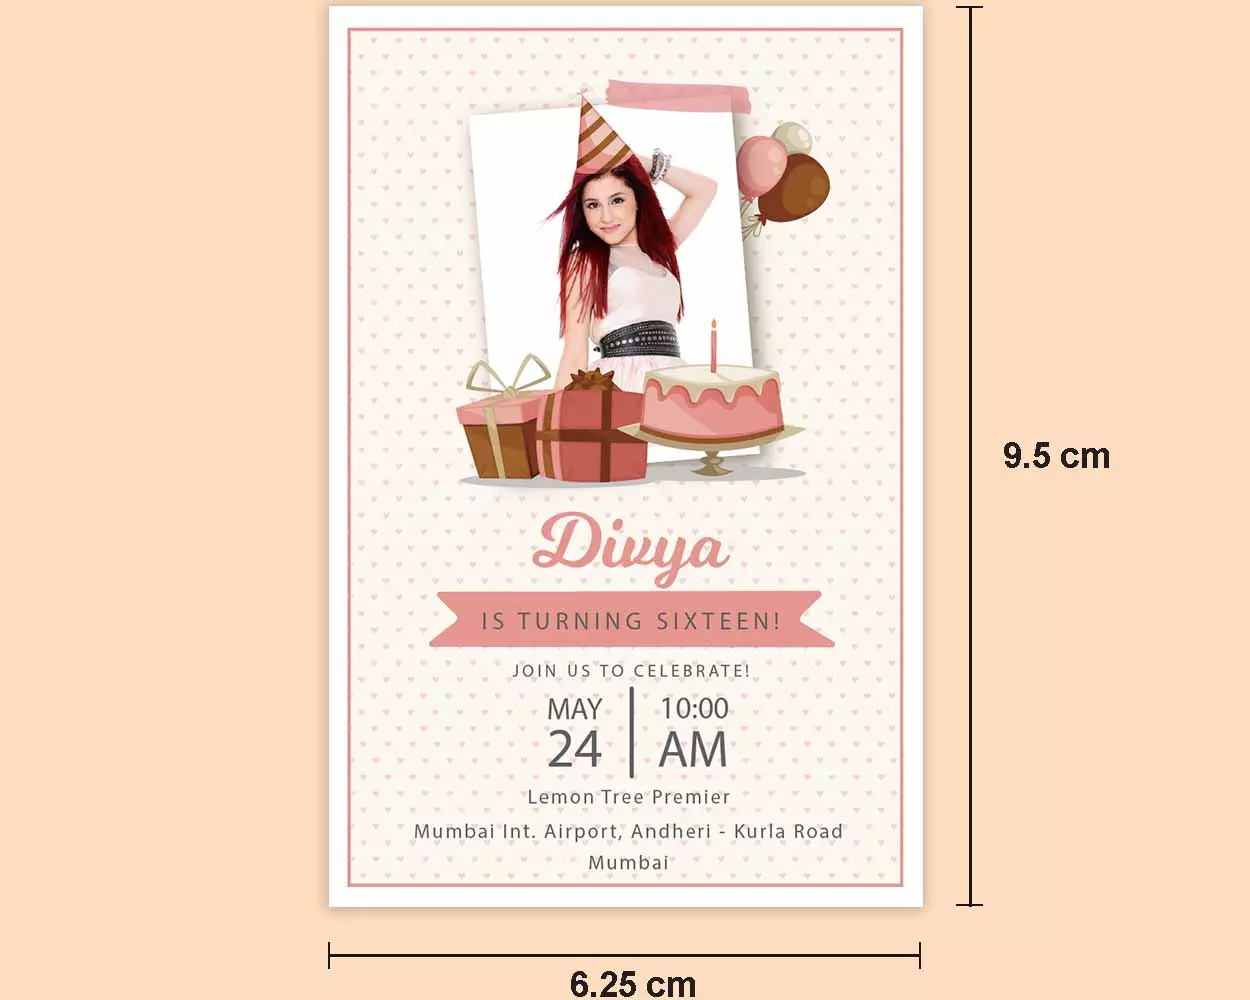 Divya
IS TURNING SIXTEEN!
JOIN US TO CELEBRATE!
MAY 10:00
24 AM
Lemon Tree Premier
Mumbai Int. Airport, Andheri - Kurla Road
Mumbai
9.5 cm
6.25 cm